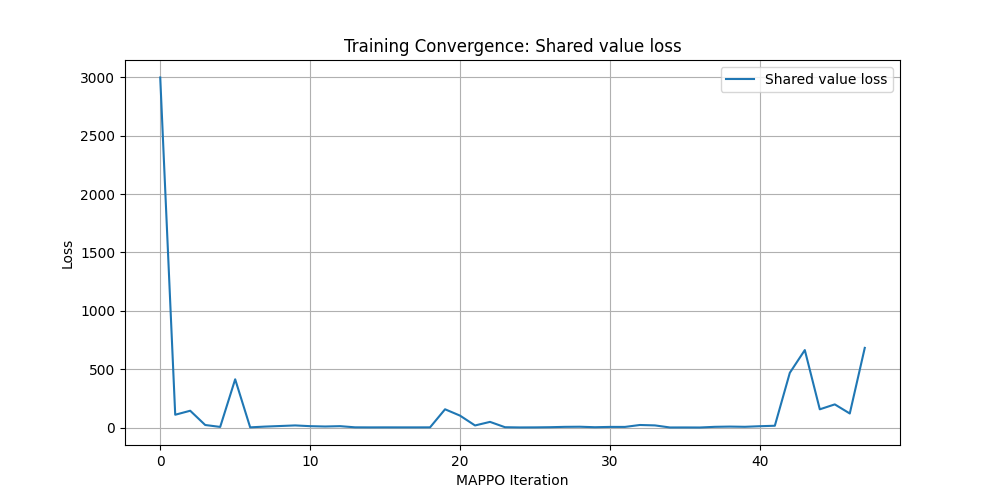 Training Convergence: Shared value loss
Shared value loss
3000
2500
2000
1500
1000
500
0
Loss
0 10 20 30 40
MAPPO Iteration